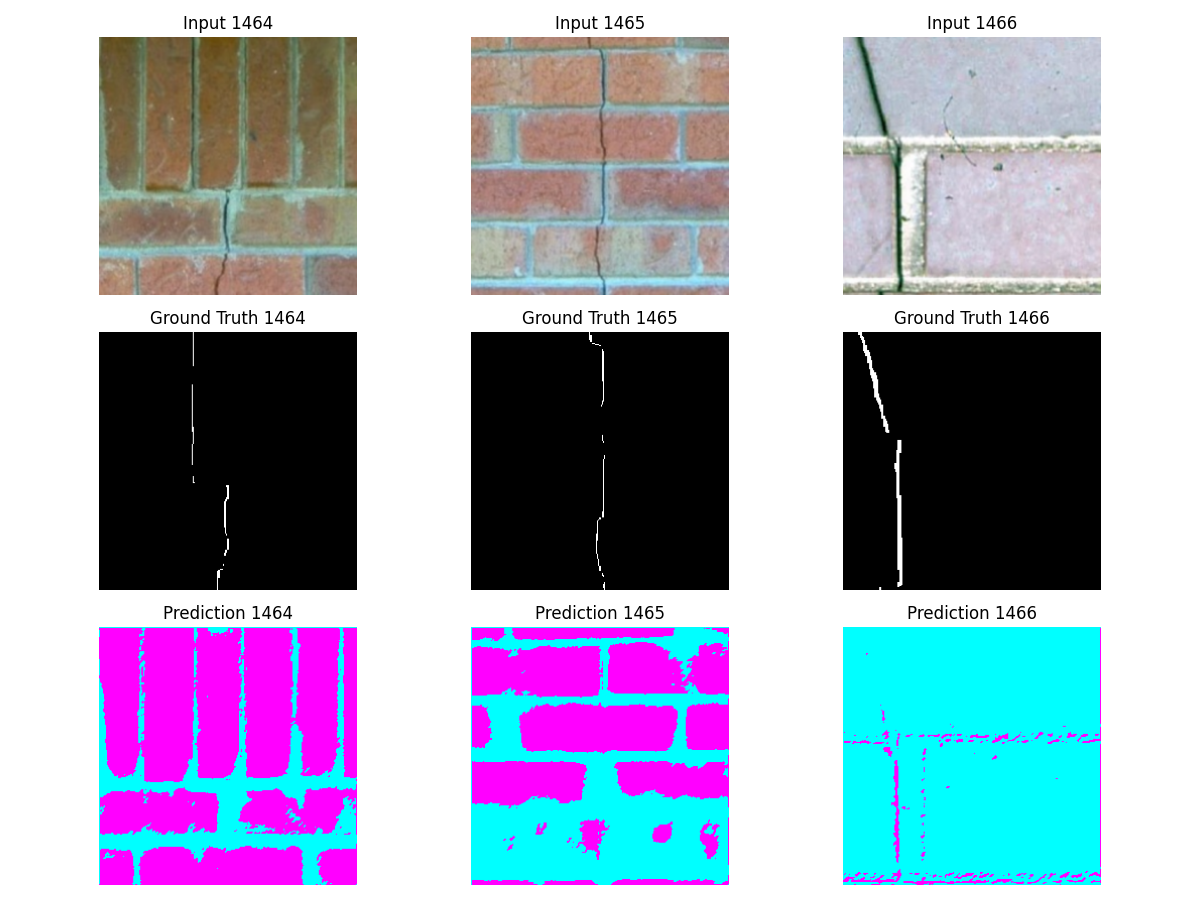 Input 1464
Input 1465
Input 1466
Ground Truth 1464
Ground Truth 1465
Ground Truth 1466
Prediction 1464
Prediction 1465
Prediction 1466